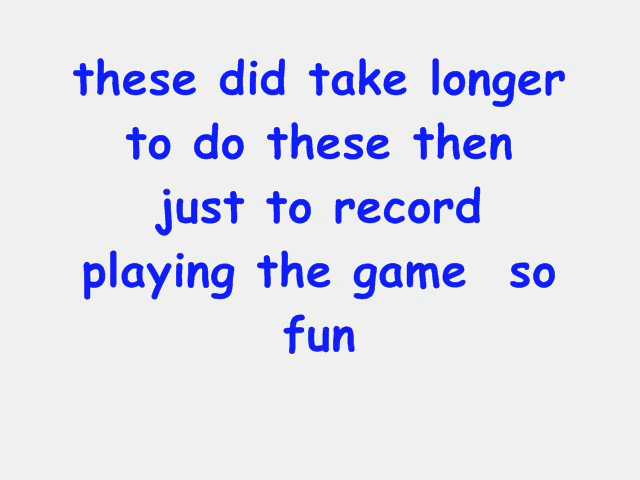 these did take longer
to do these then
just to record
playing the game  so
fun